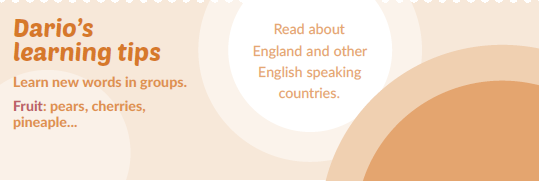 Dario's
learning tips
Learn new words in groups.
Fruit: pears, cherries,
pineaple...
Read about
England and other
English speaking
countries.